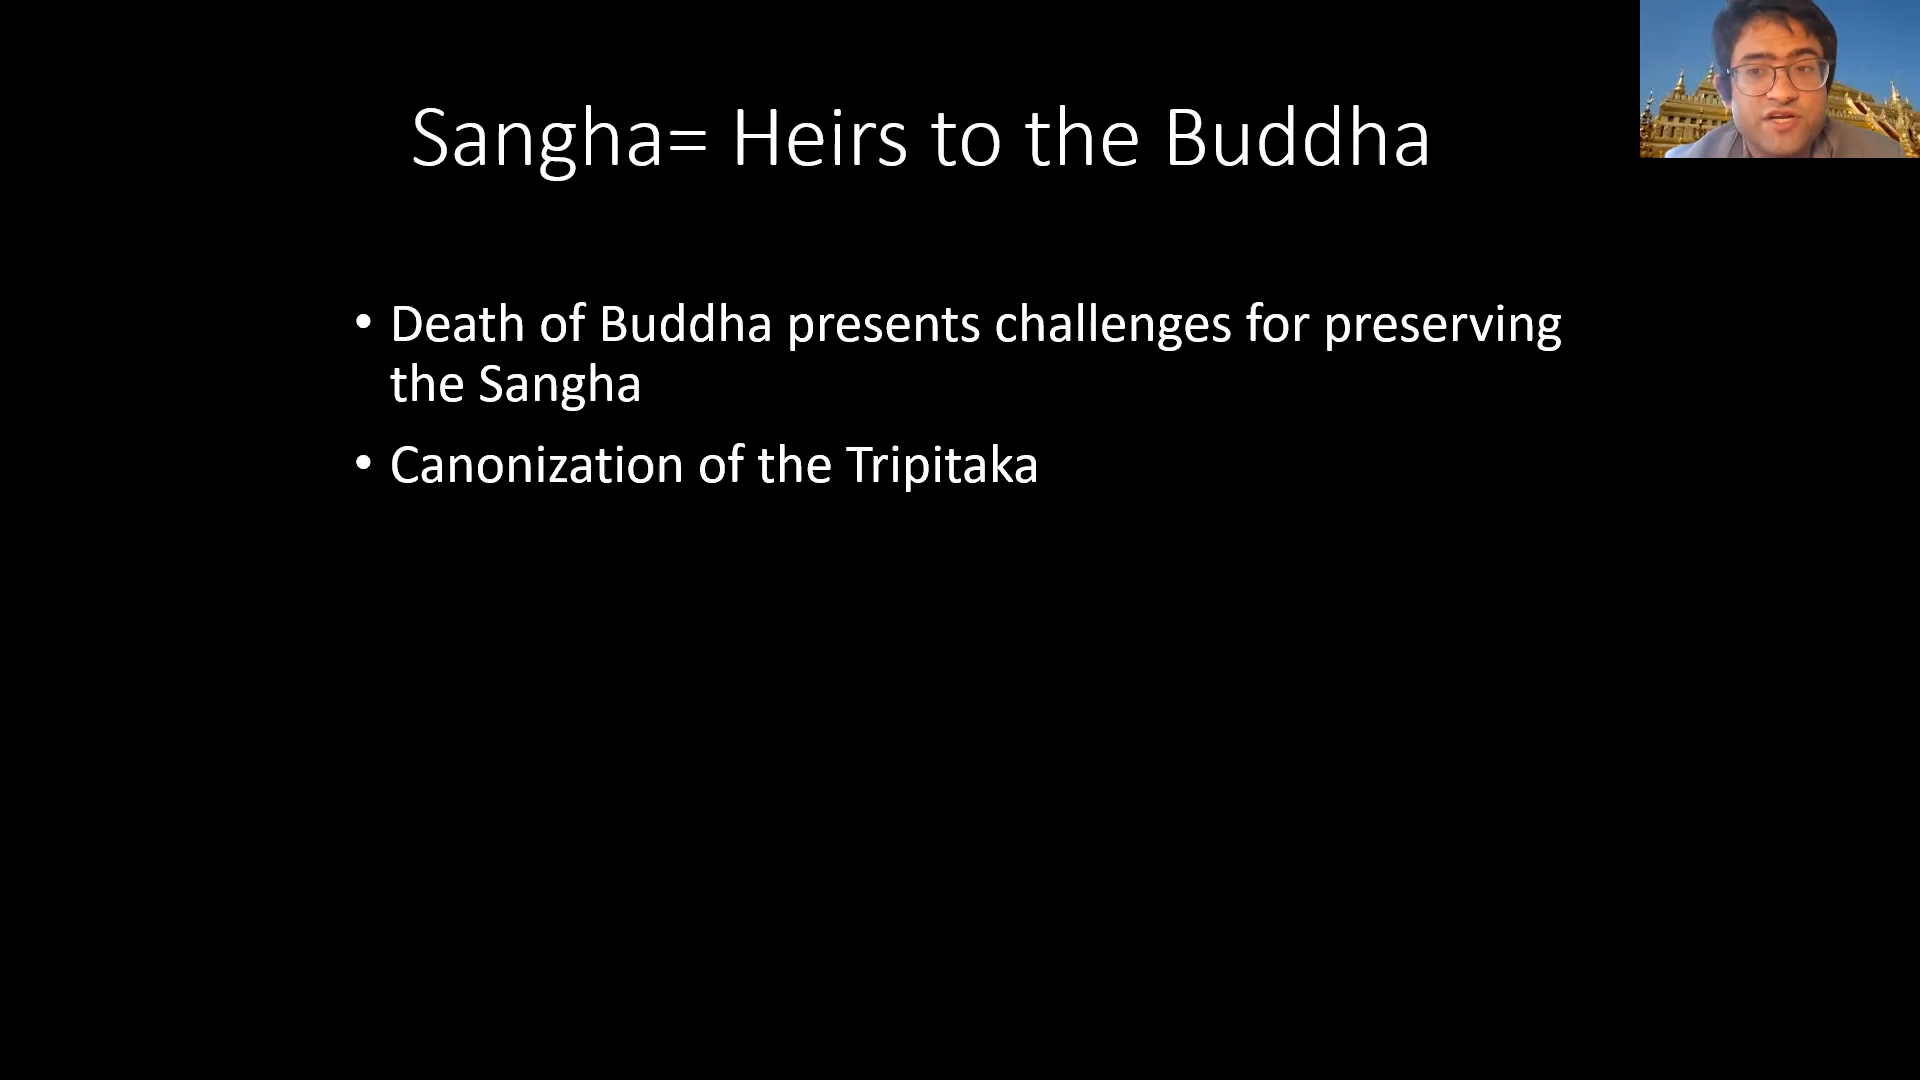 Sangha= Heirs to the Buddha
• Death of Buddha presents challenges for preserving
the Sangha
• Canonization of the Tripitaka